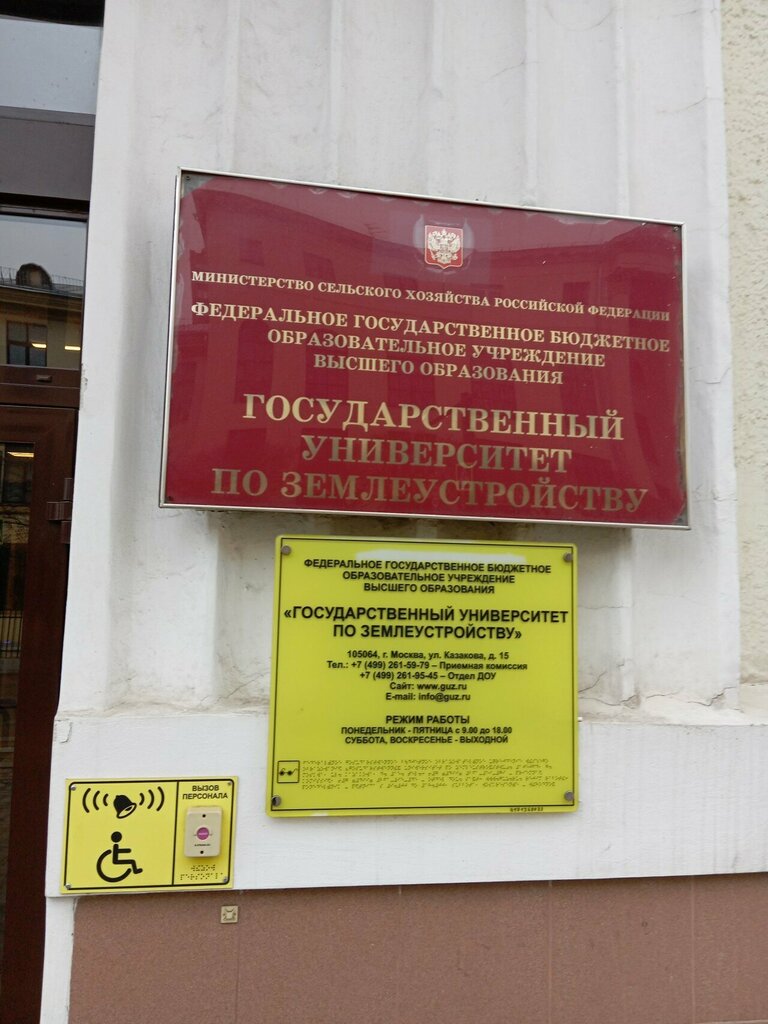 МИНИСТЕРСТВО СЕЛЬСКОГО ХОЗЯЙСТВА РОССИЙСКОЙ ФЕДЕРАЦИИ
ФЕДЕРАЛЬНОЕ ГОСУДАРСТВЕННОЕ БЮДЖЕТНОЕ
ОБРАЗОВАТЕЛЬНОЕ УЧРЕЖДЕНИЕ
ВЫСШЕГО ОБРАЗОВАНИЯ
ГОСУДАРСТВЕННЫЙ
УНИВЕРСИТЕТ
ПО ЗЕМЛЕУСТРОЙСТВУ
ФЕДЕРАЛЬНОЕ ГОСУДАРСТВЕННОЕ БЮДЖЕТНОЕ
ОБРАЗОВАТЕЛЬНОЕ УЧРЕЖДЕНИЕ
ВЫСШЕГО ОБРАЗОВАНИЯ
«ГОСУДАРСТВЕННЫЙ УНИВЕРСИТЕТ
ПО ЗЕМЛЕУСТРОЙСТВУ»
105064, г. Москва, ул. Казакова, д. 15
Тел.: +7 (499) 261-59-79 – Приемная комиссия
+7 (499) 261-95-45 – Отдел ДОУ
Сайт: www.guz.ru
E-mail: info@guz.ru
РЕЖИМ РАБОТЫ
ПОНЕДЕЛЬНИК - ПЯТНИЦА с 9.00 до 18.00
СУББОТА, ВОСКРЕСЕНЬЕ - ВЫХОДНОЙ
ВЫЗОВ
ПЕРСОНАЛА